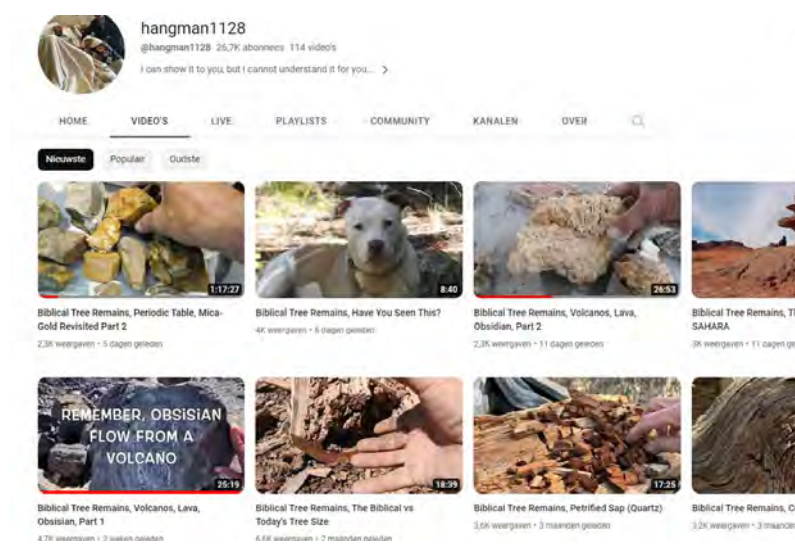 hangman1128
@hangman1128 26,7K abonnees 114 video's
I can show it to you, but I cannot understand it for you...
HOME VIDEO'S LIVE PLAYLISTS COMMUNITY KANALEN OVER
Nieuwste Populair Oudste
1:17:27 8:40 26:53
Biblical Tree Remains, Periodic Table, Mica-
Gold Revisited Part 2
2,3K weergaven • 5 dagen geleden
Biblical Tree Remains, Have You Seen This?
4K weergaven • 6 dagen geleden
Biblical Tree Remains, Volcanos, Lava,
Obsidian, Part 2
2,3K weergaven • 11 dagen geleden
Biblical Tree Remains,
SAHARA
3K weergaven • 11 dagen
REMEMBER, OBSISIAN
FLOW FROM A
VOLCANO
25:19 18:39 17:25
Biblical Tree Remains, Volcanos, Lava,
Obsisian, Part 1
4,7K weergaven • 2 weken geleden
Biblical Tree Remains, The Biblical vs
Today's Tree Size
6,6K weergaven • 2 maanden geleden
Biblical Tree Remains, Petrified Sap (Quartz)
3,6K weergaven • 3 maanden geleden
Biblical Tree Remains,
3,2K weergaven • 3